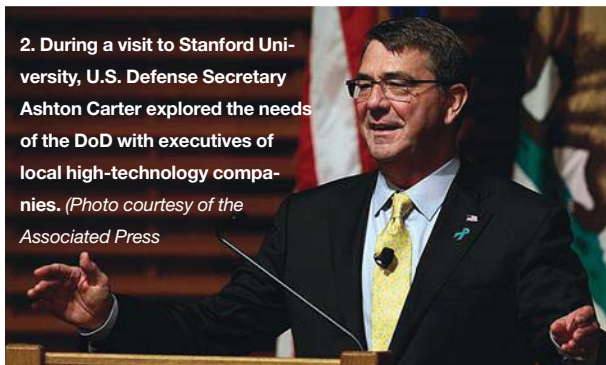 2. During a visit to Stanford Uni-
versity, U.S. Defense Secretary
Ashton Carter explored the needs
of the DoD with executives of
local high-technology compa-
nies. (Photo courtesy of the
Associated Press